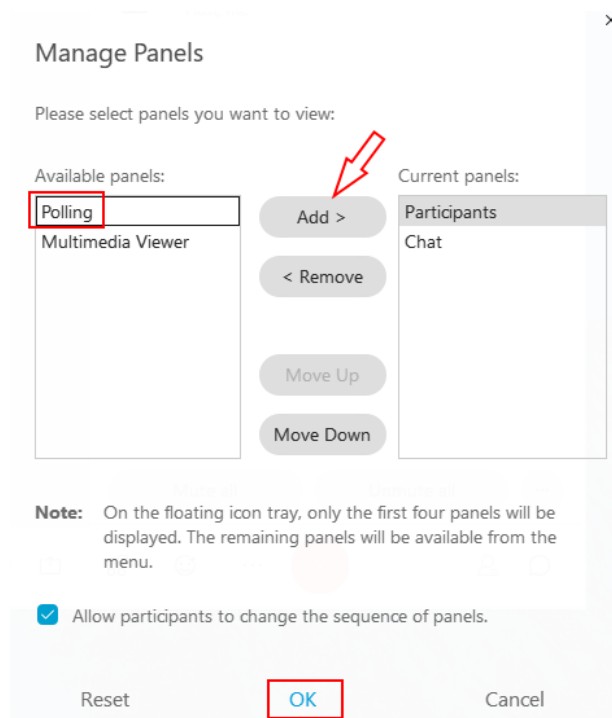 Manage Panels
Please select panels you want to view:
Available panels:
Current panels:
Polling
Multimedia Viewer
Add >
< Remove
Move Up
Move Down
Participants
Chat
Note: On the floating icon tray, only the first four panels will be
displayed. The remaining panels will be available from the
menu.
Allow participants to change the sequence of panels.
Reset
OK
Cancel